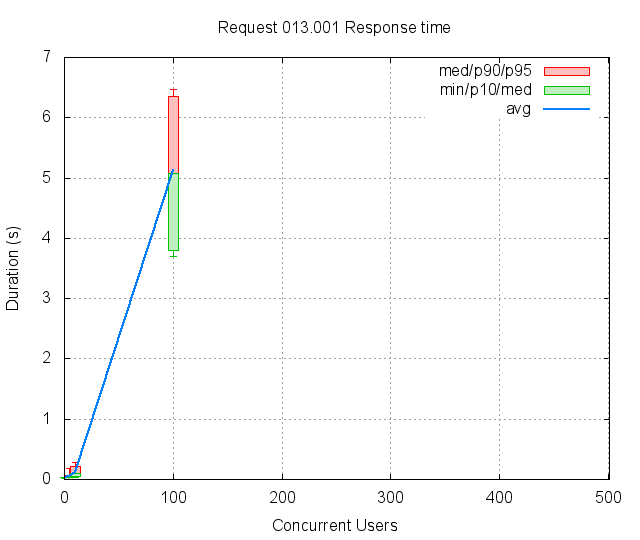 Request 013.001 Response time
7
6
5
4
3
2
1
0
med/p90/p95
min/p10/med
avg
Duration (s)
0 100 200 300 400 500
Concurrent Users